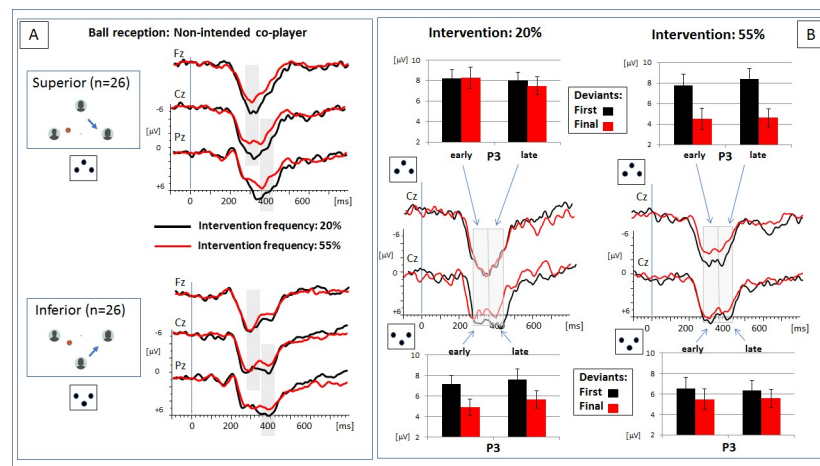 A
Ball reception: Non-intended co-player
Superior (n=26)
Fz
Cz
-6
[µV]
Pz
0
+6
0 200 400 600 [ms]
Intervention frequency: 20%
Intervention frequency: 55%
Inferior (n=26)
Fz
-6
Cz
[µV]
0
Pz
+6
0 200 400 600 [ms]
B
Intervention: 20%
[µV]
10
8
6
4
2
early P3 late
Deviants:
First
Final
Intervention: 55%
[µV]
10
8
6
4
2
early P3 late
Cz
-6
[µV]
Cz
0
+6
0 200 400 600 [ms]
Cz
-6
[µV]
Cz
0
+6
0 200 400 600 [ms]
early late
10
8
6
4
[µV] 2
P3
Deviants:
First
Final
early late
10
8
6
4
[µV] 2
P3